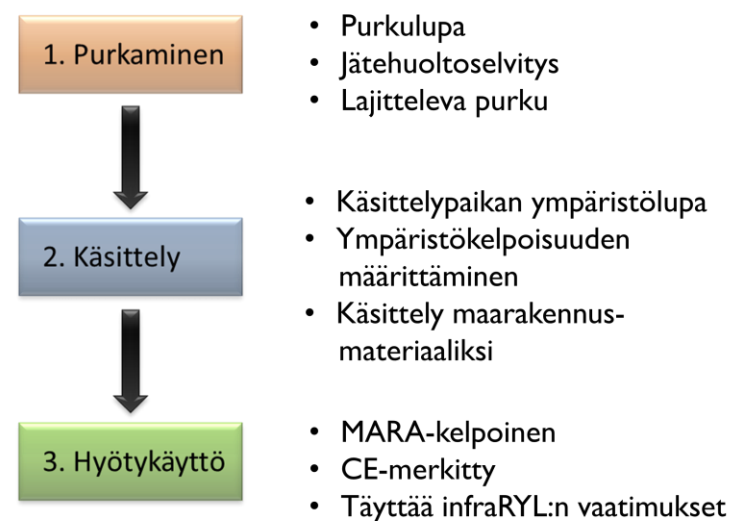 1. Purkaminen
• Purkulupa
• Jätehuoltoselvitys
• Lajitteleva purku
2. Käsittely
• Käsittelypaikan ympäristölupa
• Ympäristökelpoisuuden
määrittäminen
• Käsittely maarakennus-
materiaaliksi
3. Hyötykäyttö
• MARA-kelpoinen
• CE-merkitty
• Täyttää infraRYL:n vaatimukset